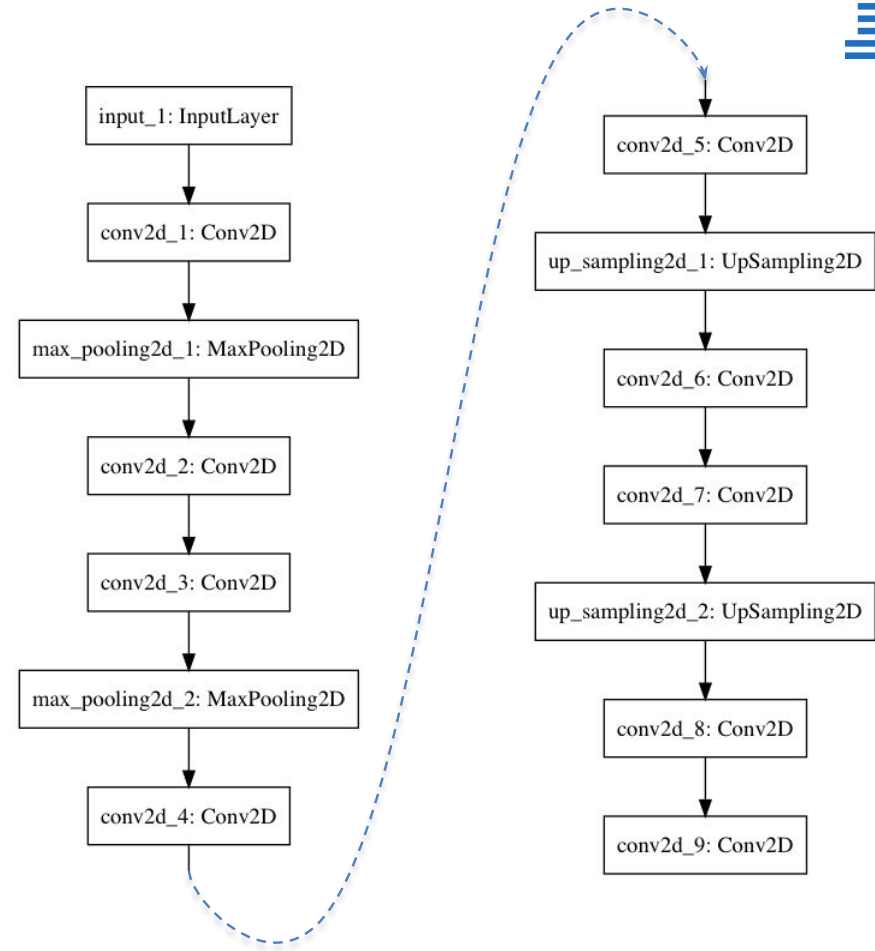 input_1: InputLayer
conv2d_1: Conv2D
max_pooling2d_1: MaxPooling2D
conv2d_2: Conv2D
conv2d_3: Conv2D
max_pooling2d_2: MaxPooling2D
conv2d_4: Conv2D
conv2d_5: Conv2D
up_sampling2d_1: UpSampling2D
conv2d_6: Conv2D
conv2d_7: Conv2D
up_sampling2d_2: UpSampling2D
conv2d_8: Conv2D
conv2d_9: Conv2D